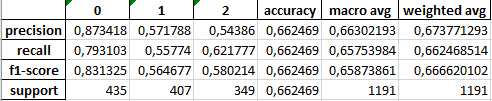 0 1 2 accuracy macro avg weighted avg
precision 0,873418 0,571788 0,54386 0,662469 0,66302193 0,673771293
recall 0,793103 0,55774 0,621777 0,662469 0,65753984 0,662468514
f1-score 0,831325 0,564677 0,580214 0,662469 0,65873861 0,666620102
support 435 407 349 0,662469 1191 1191